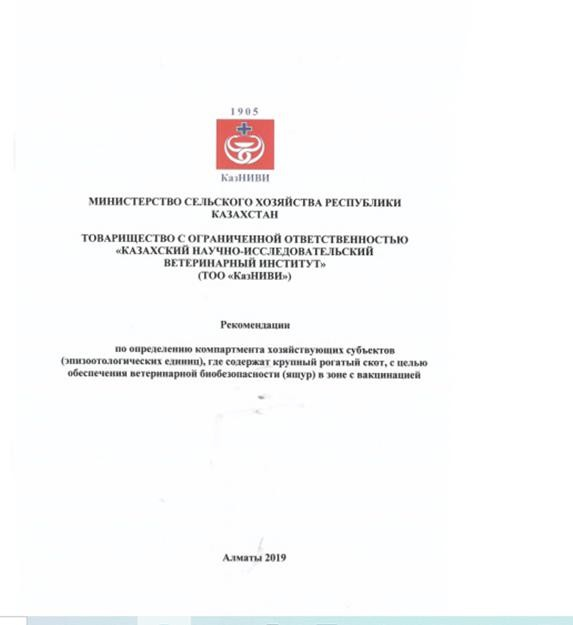 1905
КазНИВИ
МИНИСТЕРСТВО СЕЛЬСКОГО ХОЗЯЙСТВА РЕСПУБЛИКИ
КАЗАХСТАН
ТОВАРИЩЕСТВО С ОГРАНИЧЕННОЙ ОТВЕТСТВЕННОСТЬЮ
«КАЗАХСКИЙ НАУЧНО-ИССЛЕДОВАТЕЛЬСКИЙ
ВЕТЕРИНАРНЫЙ ИНСТИТУТ»
(ТОО «КазНИВИ»)
Рекомендации
по определению компартмента хозяйствующих субъектов
(эпизоотологических единиц), где содержат крупный рогатый скот, с целью
обеспечения ветеринарной биобезопасности (ящур) в зоне с вакцинацией
Алматы 2019